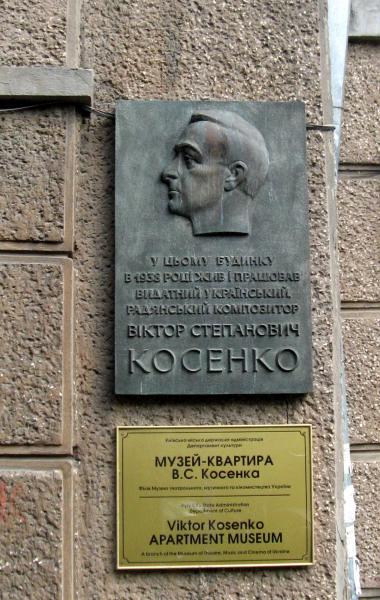 У ЦЬОМУ БУДИНКУ
В 1938 РОЦІ ЖИВ І ПРАЦЮВАВ
ВИДАТНИЙ УКРАЇНСЬКИЙ
РАДЯНСЬКИЙ КОМПОЗИТОР
ВІКТОР СТЕПАНОВИЧ
КОСЕНКО
Київська міська державна адміністрація
Департамент культури
МУЗЕЙ-КВАРТИРА
В.С. Косенка
Філія Музею театрального, музичного та кіномистецтва України
Kyiv City State Administration
Department of Culture
Viktor Kosenko
APARTMENT MUSEUM
A branch of the Museum of Theatre, Music and Cinema of Ukraine